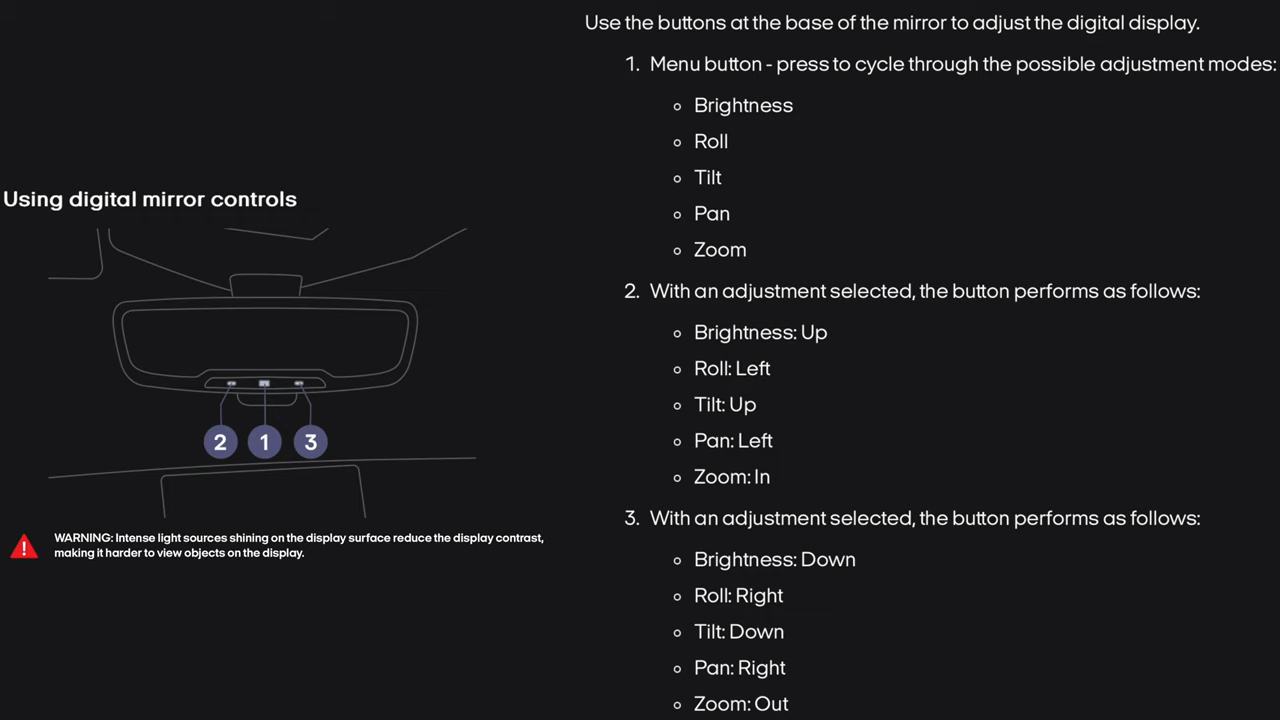 Using digital mirror controls
2
1
3
WARNING: Intense light sources shining on the display surface reduce the display contrast,
making it harder to view objects on the display.
Use the buttons at the base of the mirror to adjust the digital display.
1. Menu button - press to cycle through the possible adjustment modes:
Brightness
Roll
Tilt
Pan
Zoom
2. With an adjustment selected, the button performs as follows:
Brightness: Up
Roll: Left
Tilt: Up
Pan: Left
Zoom: In
3. With an adjustment selected, the button performs as follows:
Brightness: Down
Roll: Right
Tilt: Down
Pan: Right
Zoom: Out